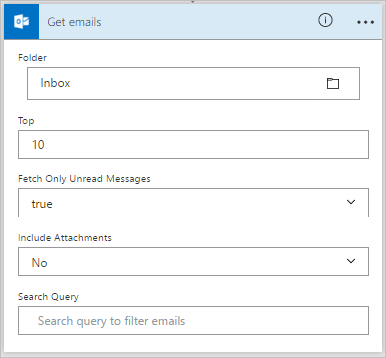 Get emails
Folder
Inbox
Top
10
Fetch Only Unread Messages
true
Include Attachments
No
Search Query
Search query to filter emails